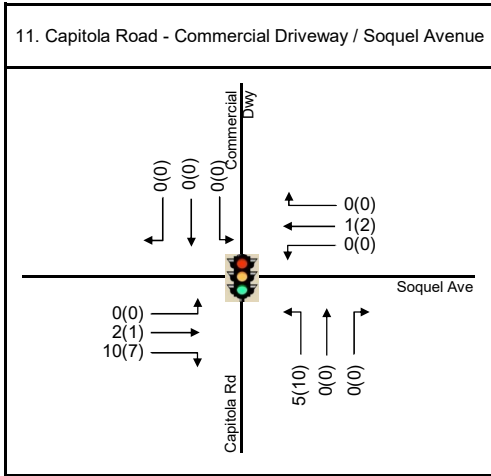 11. Capitola Road - Commercial Driveway / Soquel Avenue
Commercial
Dwy
0(0)
0(0)
0(0)
0(0)
1(2)
0(0)
Soquel Ave
0(0)
2(1)
10(7)
5(10)
0(0)
0(0)
Capitola Rd